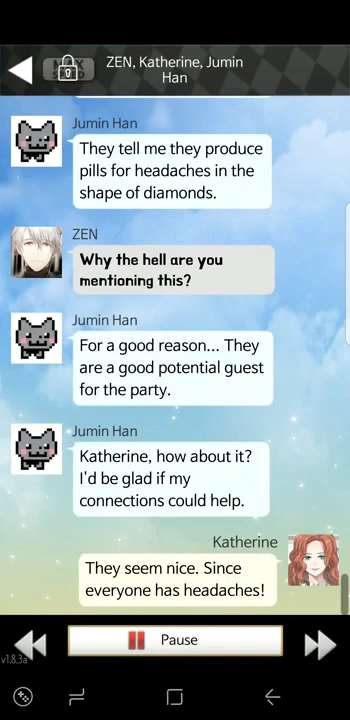 ZEN, Katherine, Jumin
Han
Jumin Han
They tell me they produce
pills for headaches in the
shape of diamonds.
ZEN
Why the hell are you
mentioning this?
Jumin Han
For a good reason... They
are a good potential guest
for the party.
Jumin Han
Katherine, how about it?
I'd be glad if my
connections could help.
Katherine
They seem nice. Since
everyone has headaches!
Pause
v1.8.3a